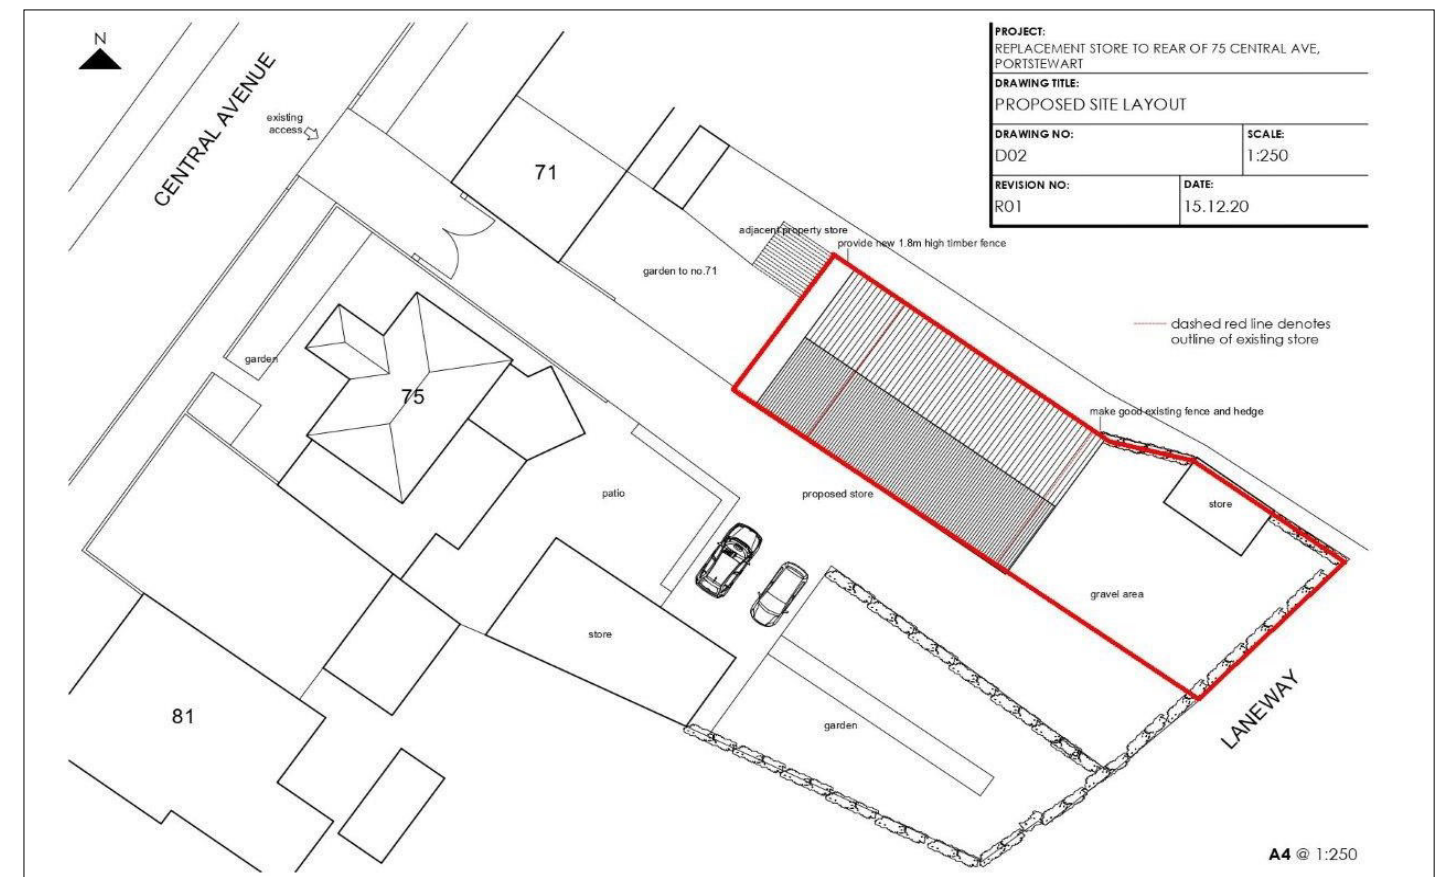 N
CENTRAL AVENUE
existing
access
71
adjacent property store
provide new 1.8m high timber fence
garden to no.71
garden
75
patio
proposed store
make good existing fence and hedge
store
gravel area
store
garden
81
LANEWAY
PROJECT:
REPLACEMENT STORE TO REAR OF 75 CENTRAL AVE,
PORTSTEWART
DRAWING TITLE:
PROPOSED SITE LAYOUT
DRAWING NO:
D02
SCALE:
1:250
REVISION NO:
R01
DATE:
15.12.20
dashed red line denotes
outline of existing store
A4 @ 1:250